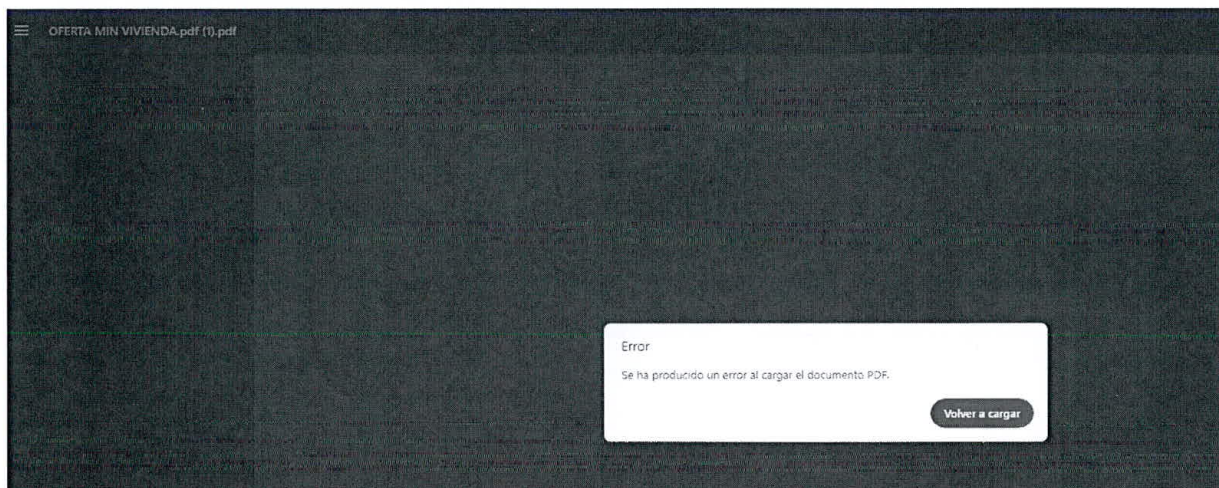 OFERTA MIN VIVIENDA.pdf (1).pdf
Error
Se ha producido un error al cargar el documento PDF.
Volver a cargar